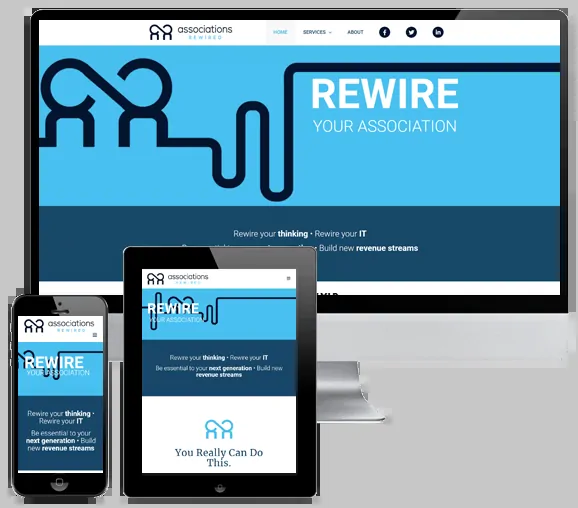 associations
REWIRED
HOME SERVICES ABOUT
REWIRE
YOUR ASSOCIATION
Rewire your thinking • Rewire your IT
• Build new revenue streams
associations
REWIRED
REWIRE
YOUR ASSOCIATION
Rewire your thinking • Rewire your IT
Be essential to your next generation • Build new
revenue streams
You Really Can Do
This.
associations
REWIRED
REWIRE
YOUR ASSOCIATION
Rewire your thinking •
Rewire your IT
Be essential to your
next generation • Build
new revenue streams